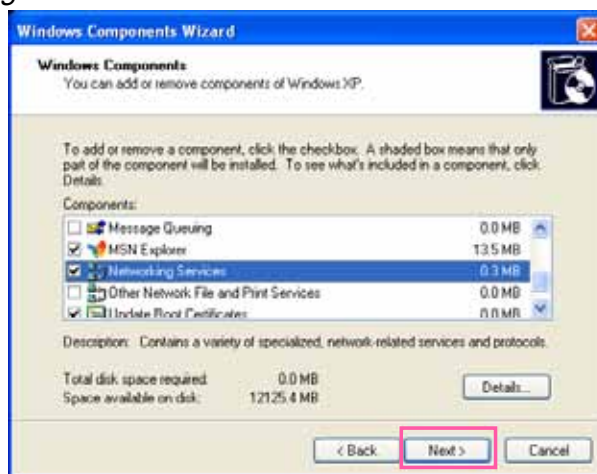 Windows Components Wizard
Windows Components
You can add or remove components of Windows XP.
To add or remove a component, click the checkbox. A shaded box means that only
part of the component will be installed. To see what's included in a component, click
Details.
Components:
Message Queuing 0.0 MB
MSN Explorer 13.5 MB
Networking Services 0.3 MB
Other Network File and Print Services 0.0 MB
Update Root Certificates 0.0 MB
Description: Contains a variety of specialized, network-related services and protocols.
Total disk space required: 0.0 MB
Space available on disk: 12125.4 MB
Details...
< Back Next > Cancel